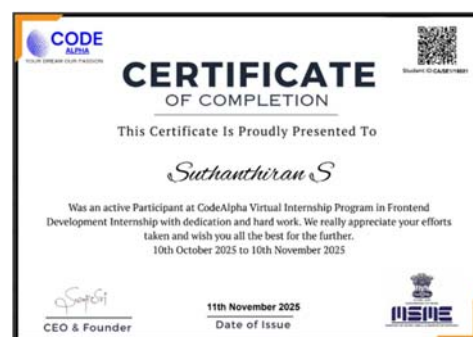 CODE
ALPHA
YOUR DREAM OUR PASSION
CERTIFICATE
OF COMPLETION
This Certificate Is Proudly Presented To
Suthanthiran S
Was an active Participant at CodeAlpha Virtual Internship Program in Frontend
Development Internship with dedication and hard work. We really appreciate your efforts
taken and wish you all the best for the further.
10th October 2025 to 10th November 2025
11th November 2025
CEO & Founder
Date of Issue
MSME